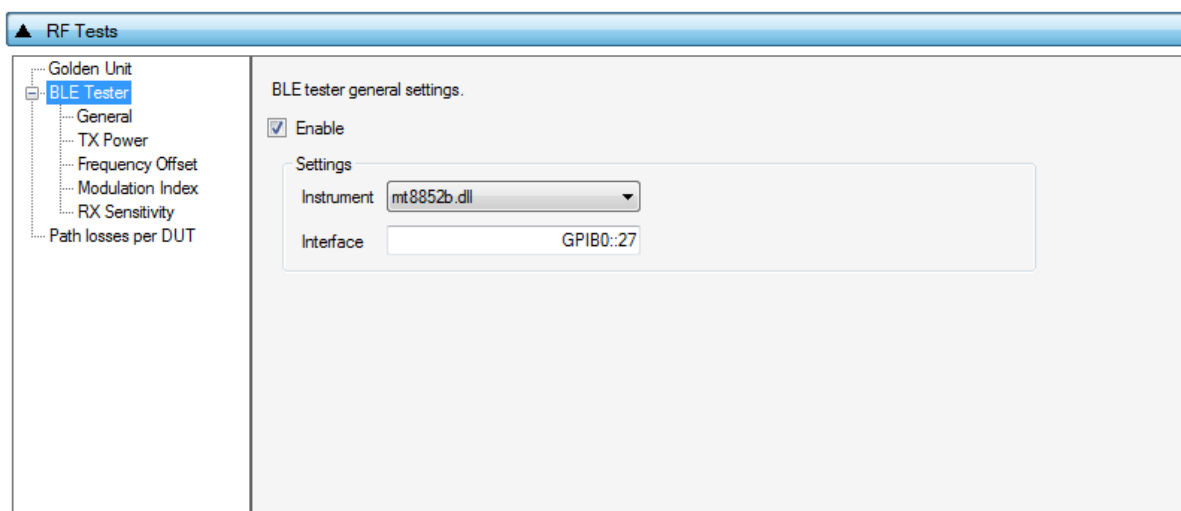 RF Tests
Golden Unit
BLE Tester
General
TX Power
Frequency Offset
Modulation Index
RX Sensitivity
Path losses per DUT
BLE tester general settings.
Enable
Settings
Instrument mt8852b.dll
Interface GPIB0::27